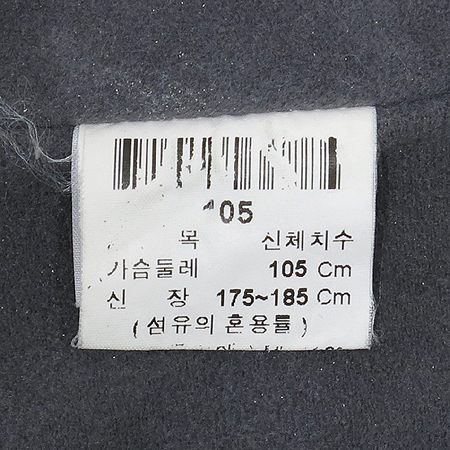 105
목 신체치수
가슴둘레 105 Cm
신 장 175~185 Cm
( 섬유의 혼용률 )